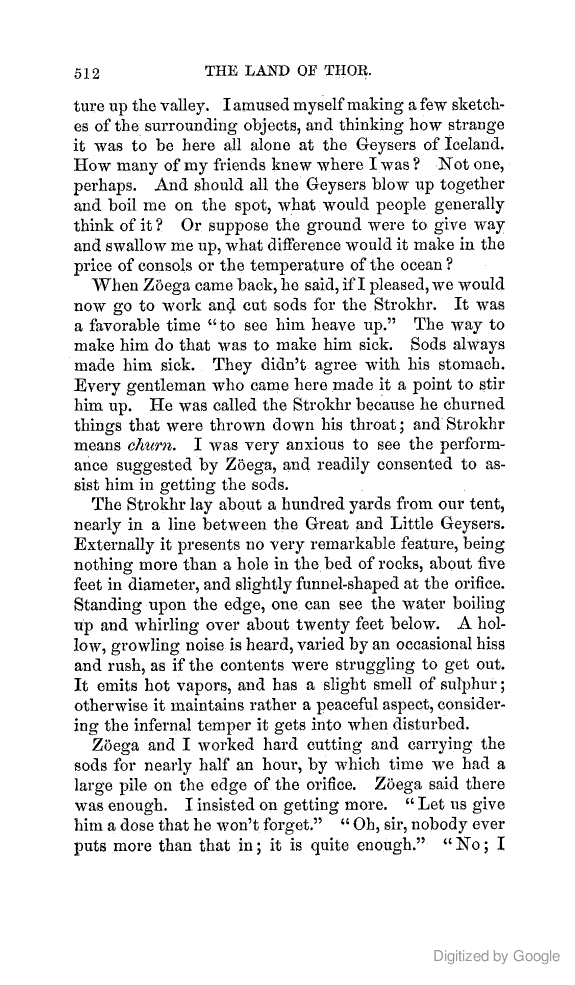 512
THE LAND OF THOR.
ture up the valley. I amused myself making a few sketch-
es of the surrounding objects, and thinking how strange
it was to be here all alone at the Geysers of Iceland.
How many of my friends knew where I was? Not one,
perhaps. And should all the Geysers blow up together
and boil me on the spot, what would people generally
think of it? Or suppose the ground were to give way
and swallow me up, what difference would it make in the
price of consols or the temperature of the ocean?
When Zöega came back, he said, if I pleased, we would
now go to work and cut sods for the Strokhr. It was
a favorable time “to see him heave up.” The way to
make him do that was to make him sick. Sods always
made him sick. They didn’t agree with his stomach.
Every gentleman who came here made it a point to stir
him up. He was called the Strokhr because he churned
things that were thrown down his throat; and Strokhr
means churn. I was very anxious to see the perform-
ance suggested by Zöega, and readily consented to as-
sist him in getting the sods.
The Strokhr lay about a hundred yards from our tent,
nearly in a line between the Great and Little Geysers.
Externally it presents no very remarkable feature, being
nothing more than a hole in the bed of rocks, about five
feet in diameter, and slightly funnel-shaped at the orifice.
Standing upon the edge, one can see the water boiling
up and whirling over about twenty feet below. A hol-
low, growling noise is heard, varied by an occasional hiss
and rush, as if the contents were struggling to get out.
It emits hot vapors, and has a slight smell of sulphur;
otherwise it maintains rather a peaceful aspect, consider-
ing the infernal temper it gets into when disturbed.
Zöega and I worked hard cutting and carrying the
sods for nearly half an hour, by which time we had a
large pile on the edge of the orifice. Zöega said there
was enough. I insisted on getting more. “Let us give
him a dose that he won’t forget.” “Oh, sir, nobody ever
puts more than that in; it is quite enough.” “No; I
Digitized by Google